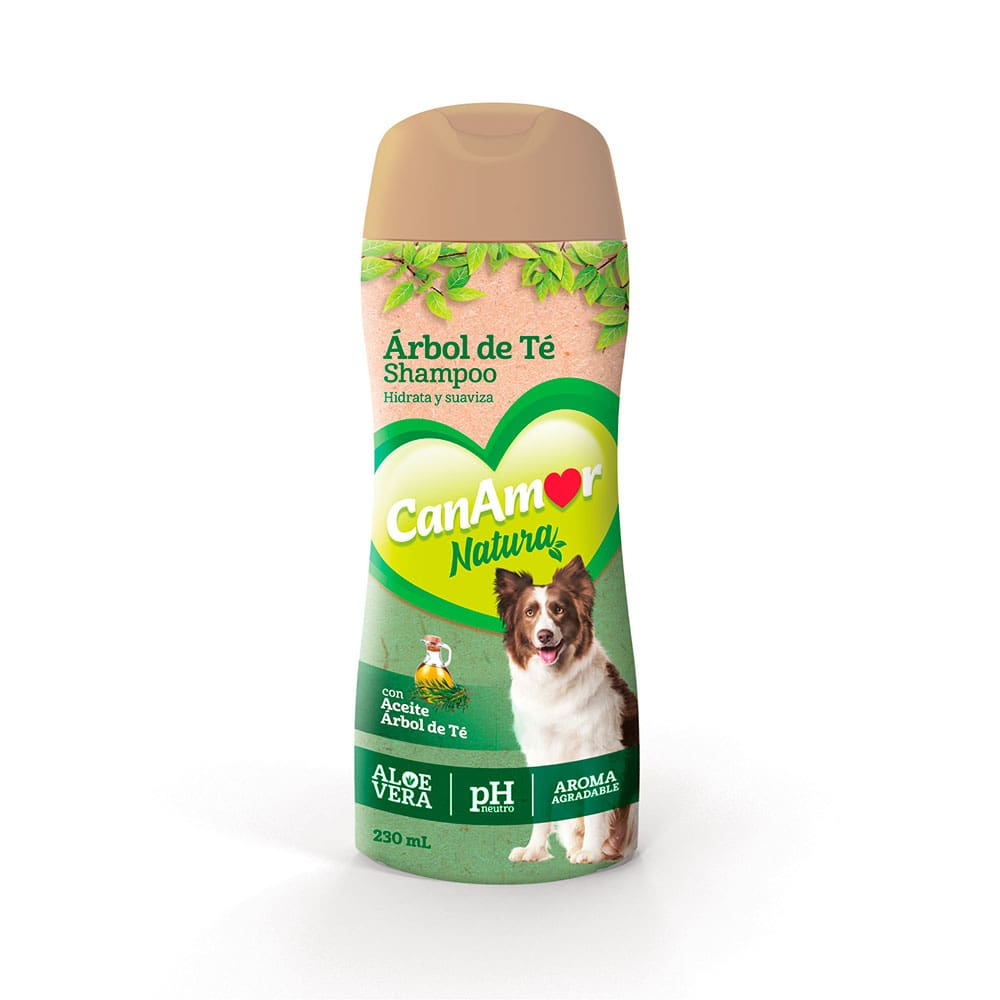 Árbol de Té
Shampoo
Hidrata y suaviza
CanAmor
Natura
con
Aceite
Árbol de Té
ALOE
VERA
pH
neutro
AROMA
AGRADABLE
230 mL